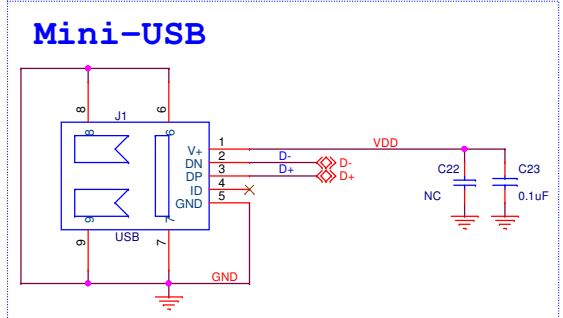 Mini-USB
8
6
J1
8
6
V+
1
VDD
DN
2
D-
D-
DP
3
D+
D+
ID
4
GND
5
C22
C23
NC
0.1uF
9
7
USB
9
7
GND